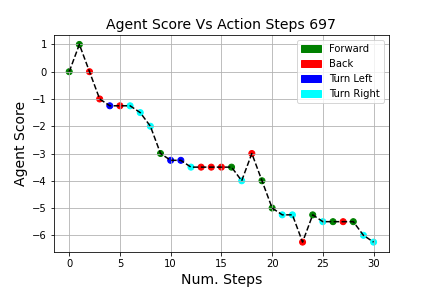 Agent Score Vs Action Steps 697
Agent Score
1
0
−1
−2
−3
−4
−5
−6
Forward
Back
Turn Left
Turn Right
0 5 10 15 20 25 30
Num. Steps